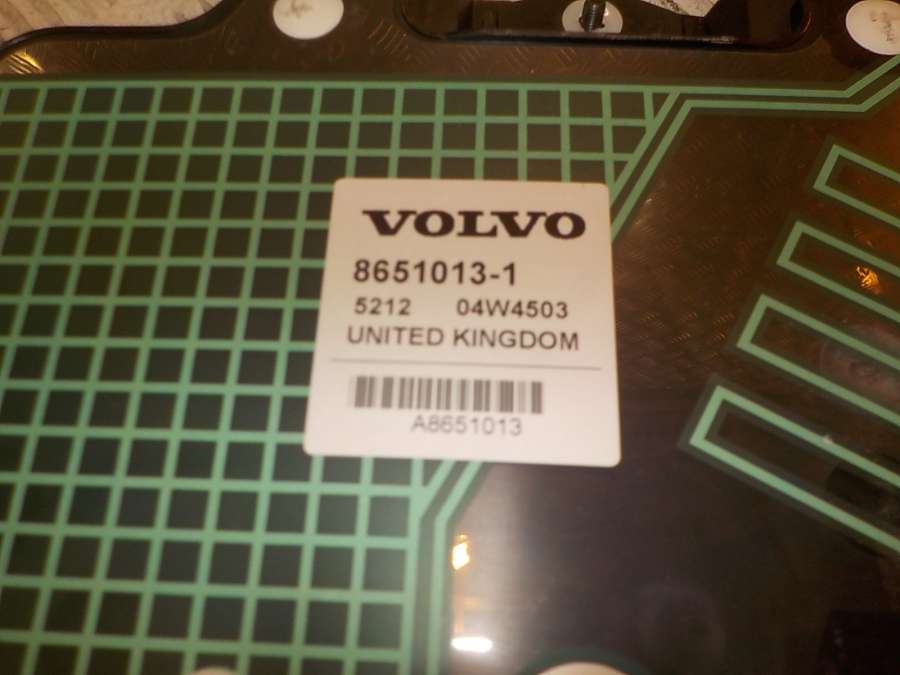 VOLVO
8651013-1
5212 04W4503
UNITED KINGDOM
A8651013